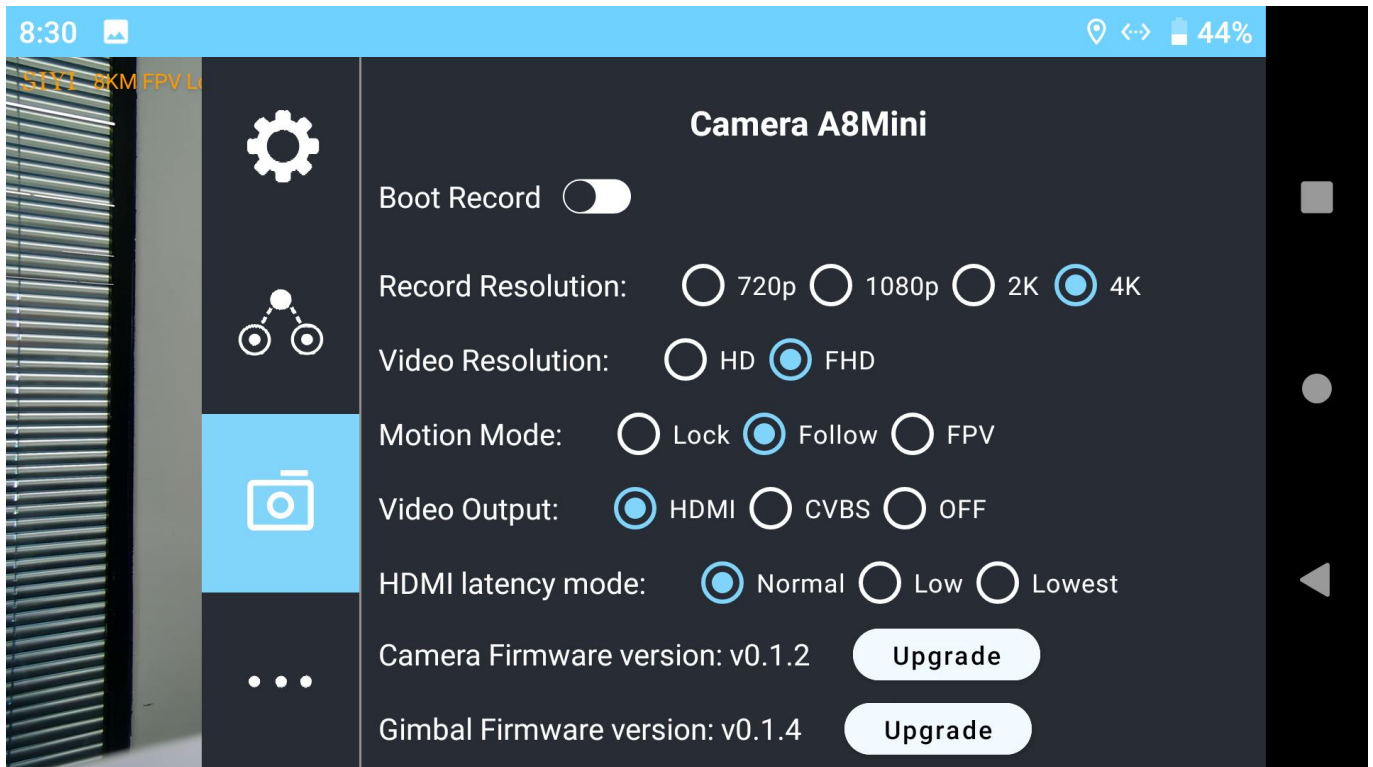 8:30 44%
SIYI 8KM FPV
Camera A8Mini
Boot Record
Record Resolution: 720p 1080p 2K 4K
Video Resolution: HD FHD
Motion Mode: Lock Follow FPV
Video Output: HDMI CVBS OFF
HDMI latency mode: Normal Low Lowest
Camera Firmware version: v0.1.2 Upgrade
Gimbal Firmware version: v0.1.4 Upgrade